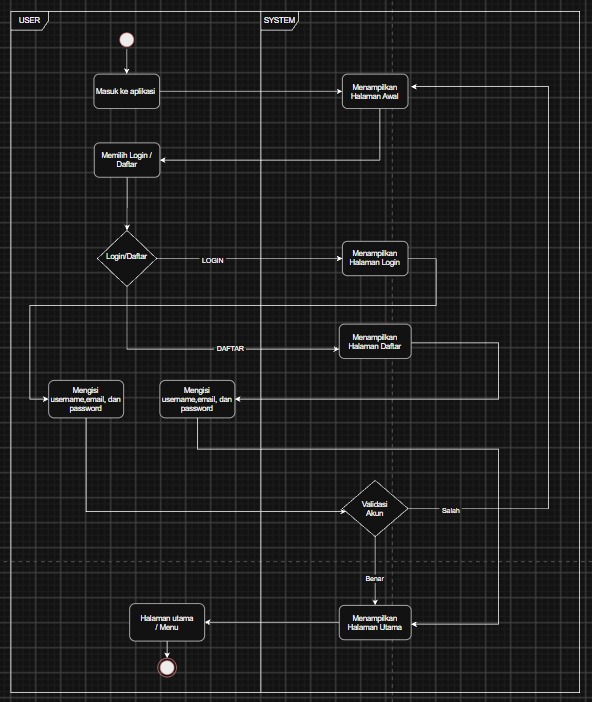 USER
SYSTEM
Masuk ke aplikasi
Menampilkan
Halaman Awal
Memilih Login /
Daftar
Login/Daftar
LOGIN
Menampilkan
Halaman Login
DAFTAR
Menampilkan
Halaman Daftar
Mengisi
username,email, dan
password
Mengisi
username,email, dan
password
Validasi
Akun
Salah
Benar
Halaman utama
/ Menu
Menampilkan
Halaman Utama